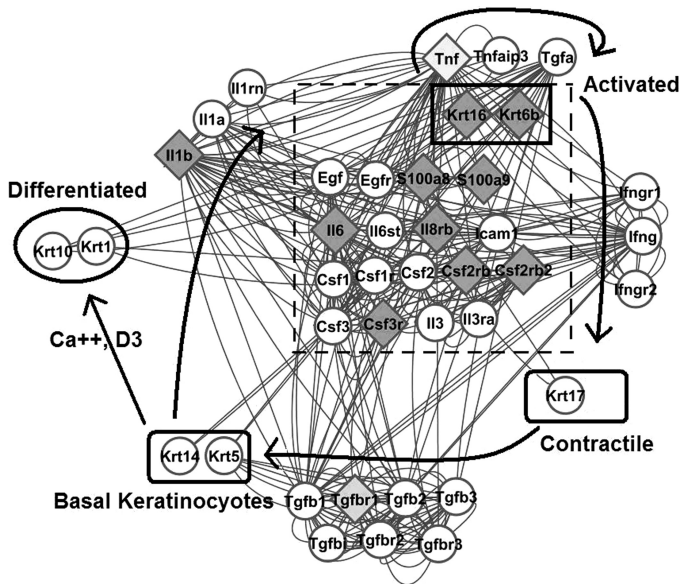 Tnf
Tnfaip3
Tgfa
Activated
Il1rn
Il1a
Krt16
Krt6b
Il1b
Differentiated
Egf
Egfr
S100a8
S100a9
Ifngr1
Il6
Il6st
Il8rb
Icam1
Ifng
Krt10
Krt1
Csf1
Csf1r
Csf2
Csf2rb
Csf2rb2
Ifngr2
Csf3
Csf3r
Il3
Il3ra
Ca++, D3
Krt17
Contractile
Krt14
Krt5
Basal Keratinocytes
Tgfb1
Tgfbr1
Tgfb2
Tgfb3
Tgfbi
Tgfbr2
Tgfbr3